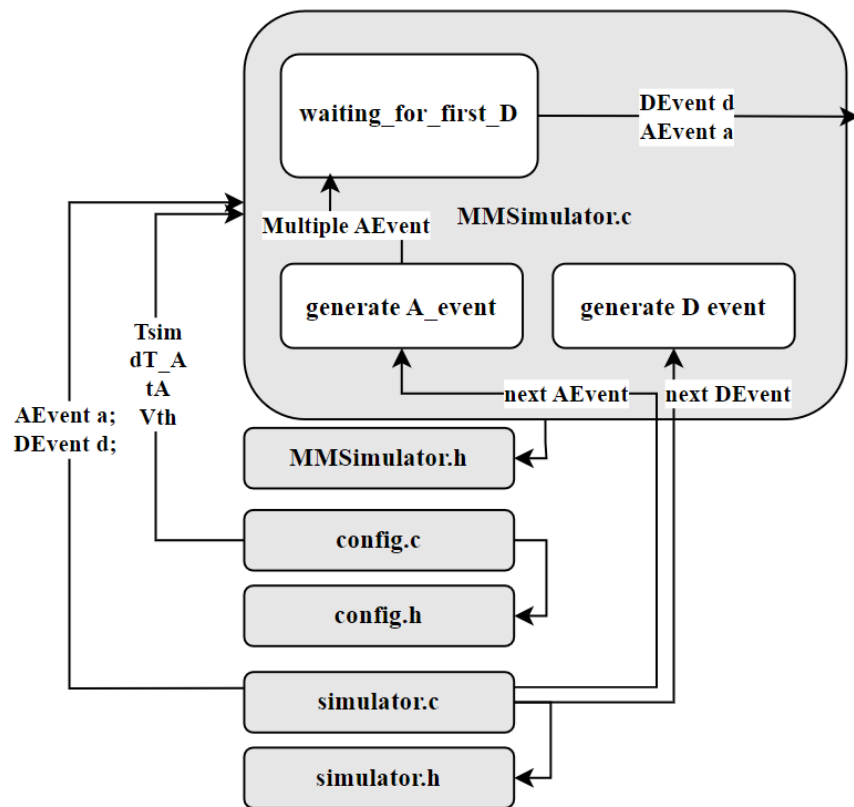 waiting_for_first_D
DEvent d
AEvent a
MMSimulator.c
Multiple AEvent
generate A_event
generate D event
next AEvent
next DEvent
Tsim
dT_A
tA
Vth
AEvent a;
DEvent d;
MMSimulator.h
config.c
config.h
simulator.c
simulator.h